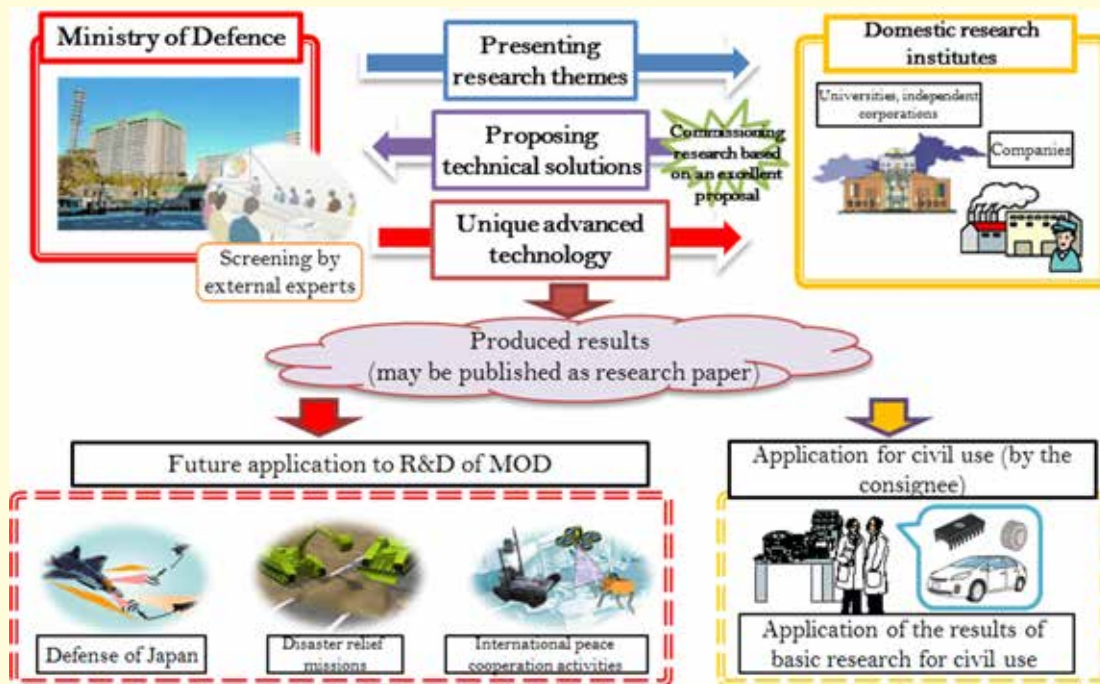 Ministry of Defence
Screening by
external experts
Presenting
research themes
Proposing
technical solutions
Commissioning
research based
on an excellent
proposal
Unique advanced
technology
Domestic research
institutes
Universities, independent
corporations
Companies
Produced results
(may be published as research paper)
Future application to R&D of MOD
Defense of Japan
Disaster relief
missions
International peace
cooperation activities
Application for civil use (by the
consignee)
Application of the results of
basic research for civil use